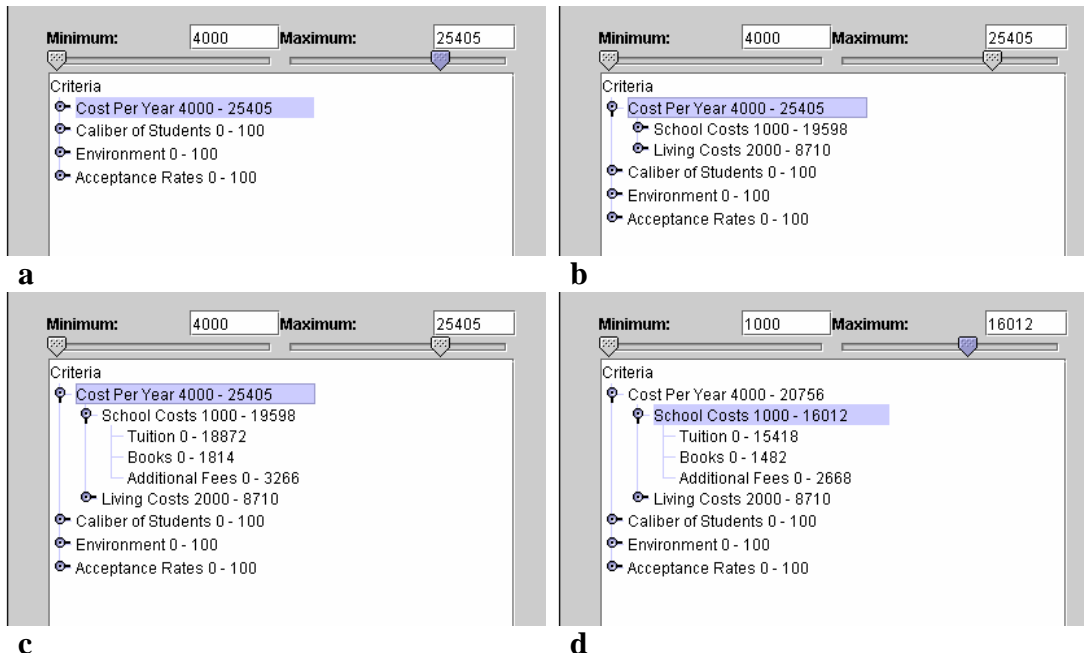 Minimum: 4000 Maximum: 25405
Criteria
Cost Per Year 4000 - 25405
Caliber of Students 0 - 100
Environment 0 - 100
Acceptance Rates 0 - 100
a
Minimum: 4000 Maximum: 25405
Criteria
Cost Per Year 4000 - 25405
School Costs 1000 - 19598
Living Costs 2000 - 8710
Caliber of Students 0 - 100
Environment 0 - 100
Acceptance Rates 0 - 100
b
Minimum: 4000 Maximum: 25405
Criteria
Cost Per Year 4000 - 25405
School Costs 1000 - 19598
Tuition 0 - 18872
Books 0 - 1814
Additional Fees 0 - 3266
Living Costs 2000 - 8710
Caliber of Students 0 - 100
Environment 0 - 100
Acceptance Rates 0 - 100
c
Minimum: 1000 Maximum: 16012
Criteria
Cost Per Year 4000 - 20756
School Costs 1000 - 16012
Tuition 0 - 15418
Books 0 - 1482
Additional Fees 0 - 2668
Living Costs 2000 - 8710
Caliber of Students 0 - 100
Environment 0 - 100
Acceptance Rates 0 - 100
d